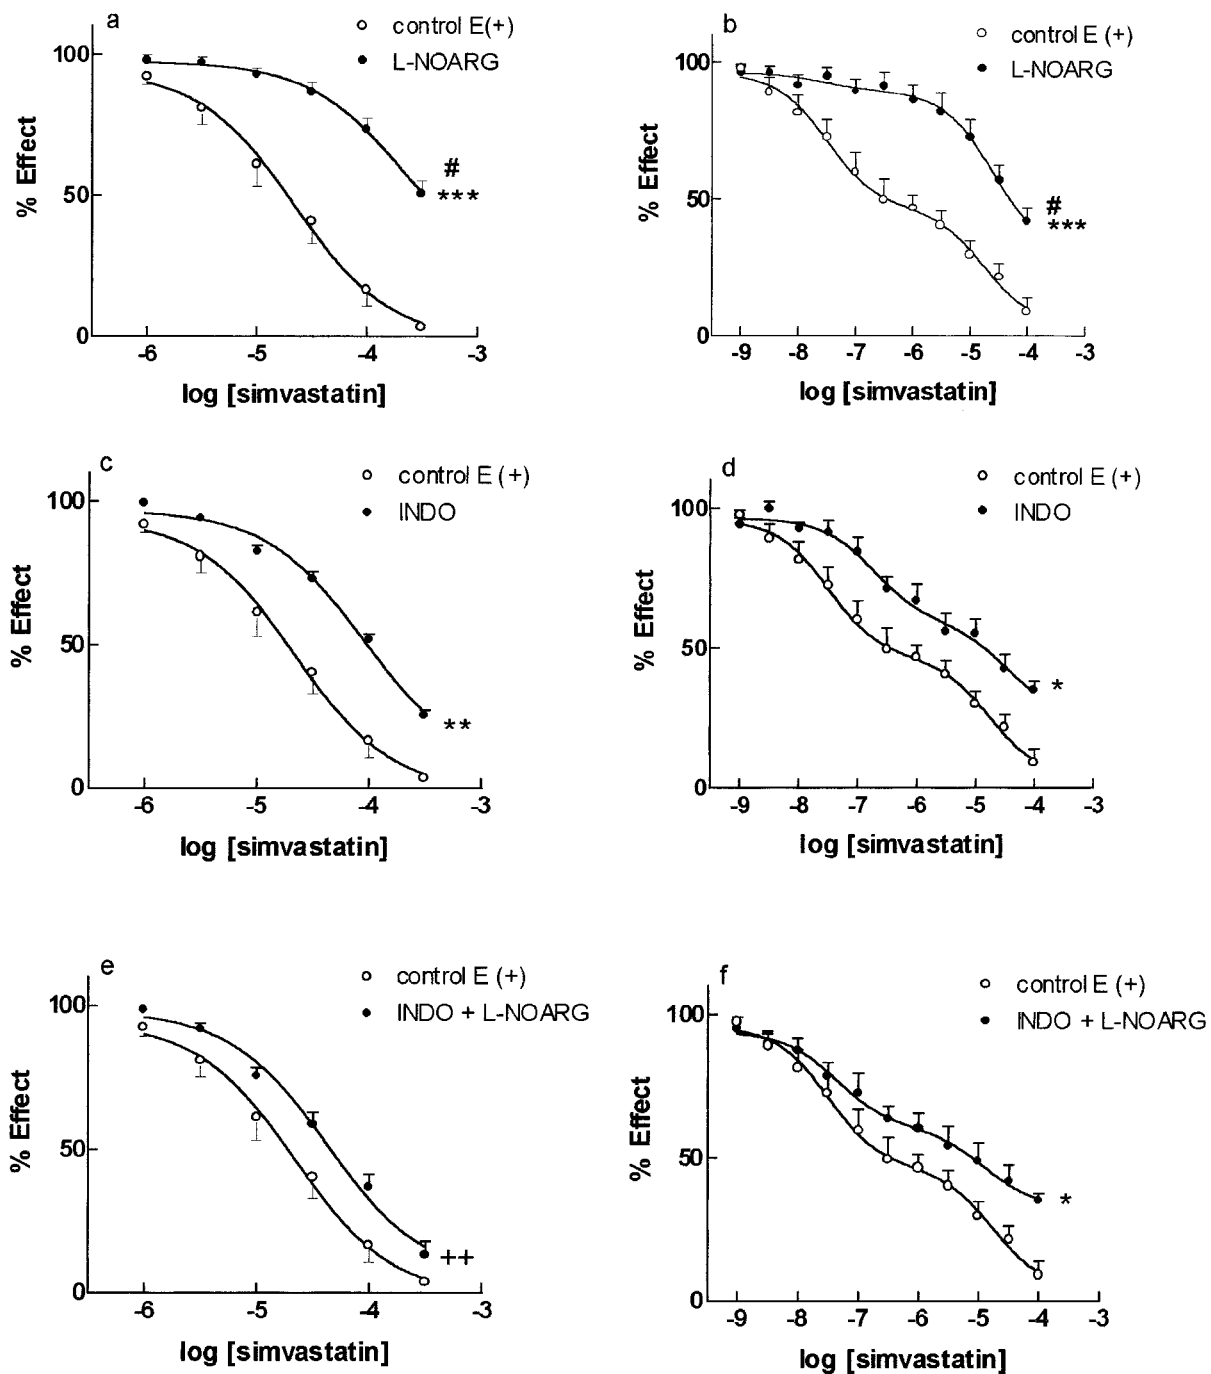 a
control E(+)
L-NOARG
100
50
0
% Effect
#
***
-6 -5 -4 -3
log [simvastatin]
b
control E (+)
L-NOARG
100
50
0
% Effect
#
***
-9 -8 -7 -6 -5 -4 -3
log [simvastatin]
c
control E (+)
INDO
100
50
0
% Effect
**
-6 -5 -4 -3
log [simvastatin]
d
control E (+)
INDO
100
50
0
% Effect
*
-9 -8 -7 -6 -5 -4 -3
log [simvastatin]
e
control E (+)
INDO + L-NOARG
100
50
0
% Effect
++
-6 -5 -4 -3
log [simvastatin]
f
control E (+)
INDO + L-NOARG
100
50
0
% Effect
*
-9 -8 -7 -6 -5 -4 -3
log [simvastatin]